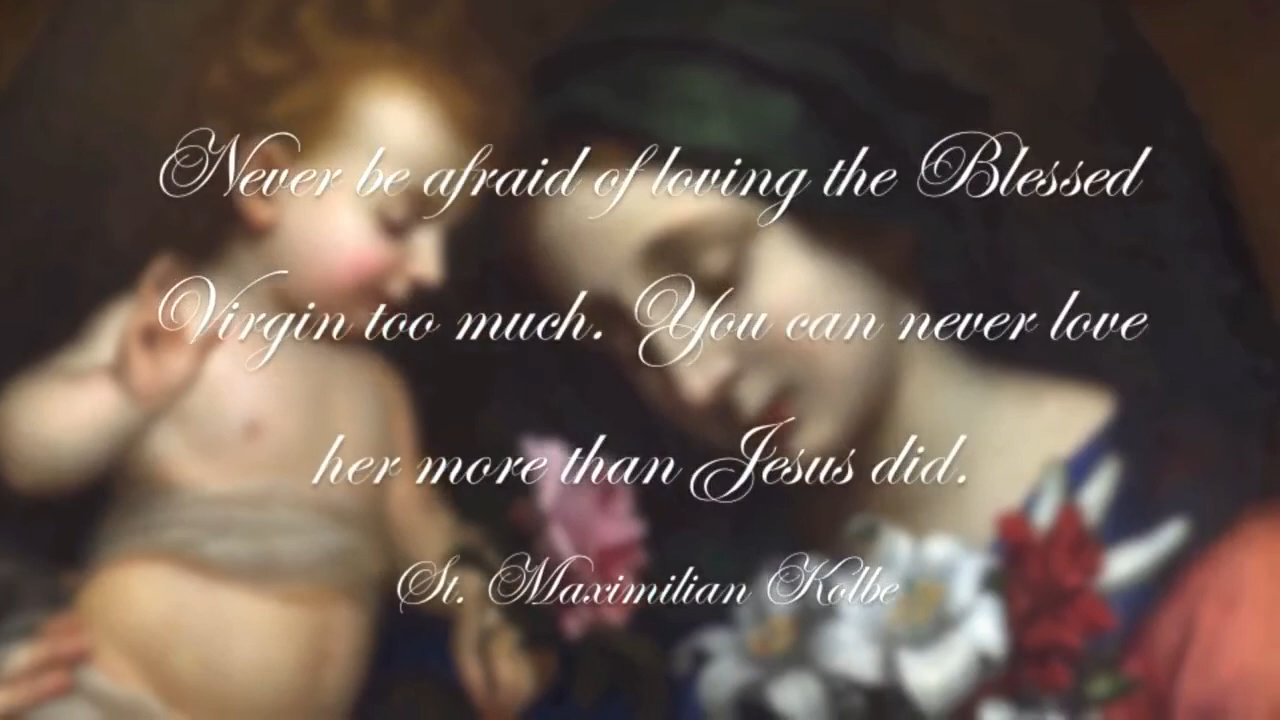 Never be afraid of loving the Blessed
Virgin too much. You can never love
her more than Jesus did.
St. Maximilian Kolbe